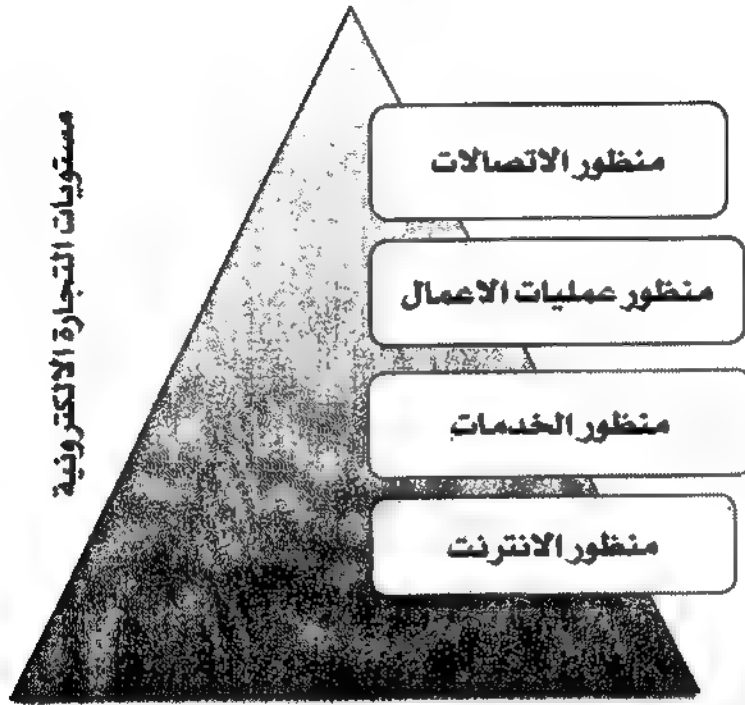 مستويات التجارة الالكترونية
منظور الاتصالات
منظور عمليات الاعمال
منظور الخدمات
منظور الانترنت